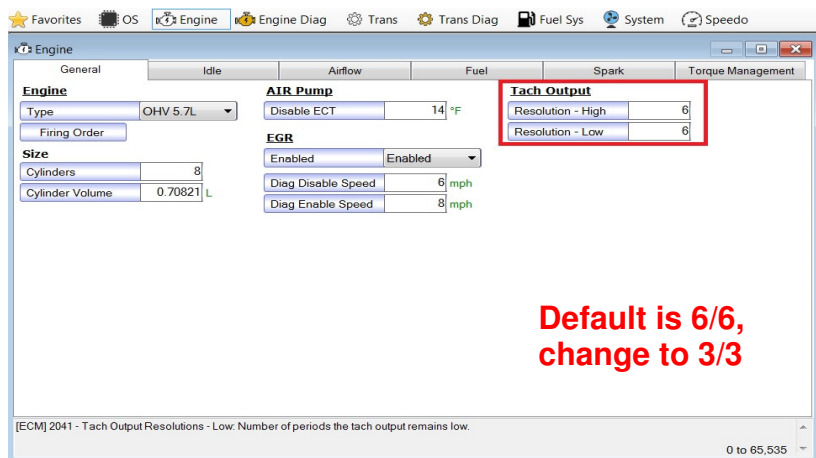 Favorites OS Engine Engine Diag Trans Trans Diag Fuel Sys System Speedo
Engine
General Idle Airflow Fuel Spark Torque Management
Engine
Type OHV 5.7L
Firing Order
Size
Cylinders 8
Cylinder Volume 0.70821 L
AIR Pump
Disable ECT 14 °F
EGR
Enabled Enabled
Diag Disable Speed 6 mph
Diag Enable Speed 8 mph
Tach Output
Resolution - High 6
Resolution - Low 6
Default is 6/6,
change to 3/3
[ECM] 2041 - Tach Output Resolutions - Low: Number of periods the tach output remains low.
0 to 65,535